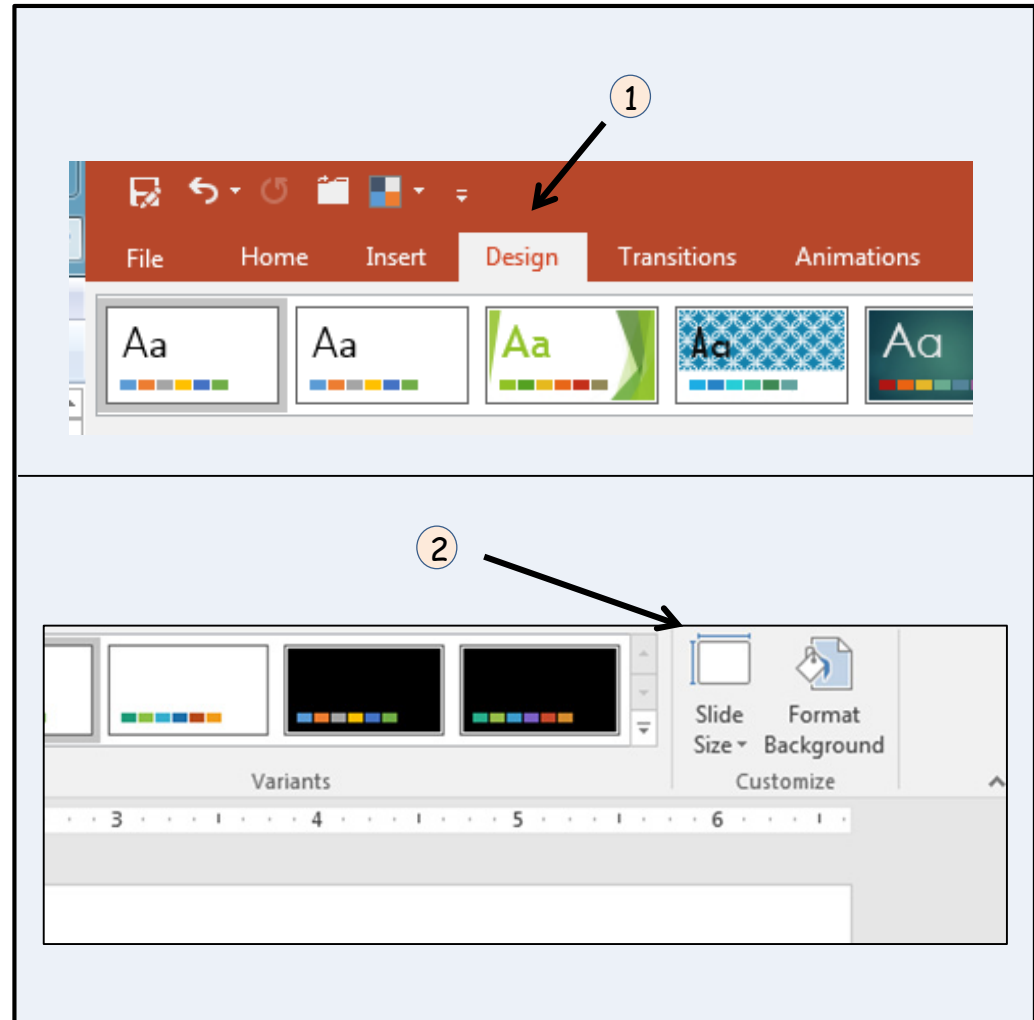 1
File Home Insert Design Transitions Animations
Aa Aa Aa Aa Aa
2
Slide Format
Size Background
Variants Customize
3 4 5 6